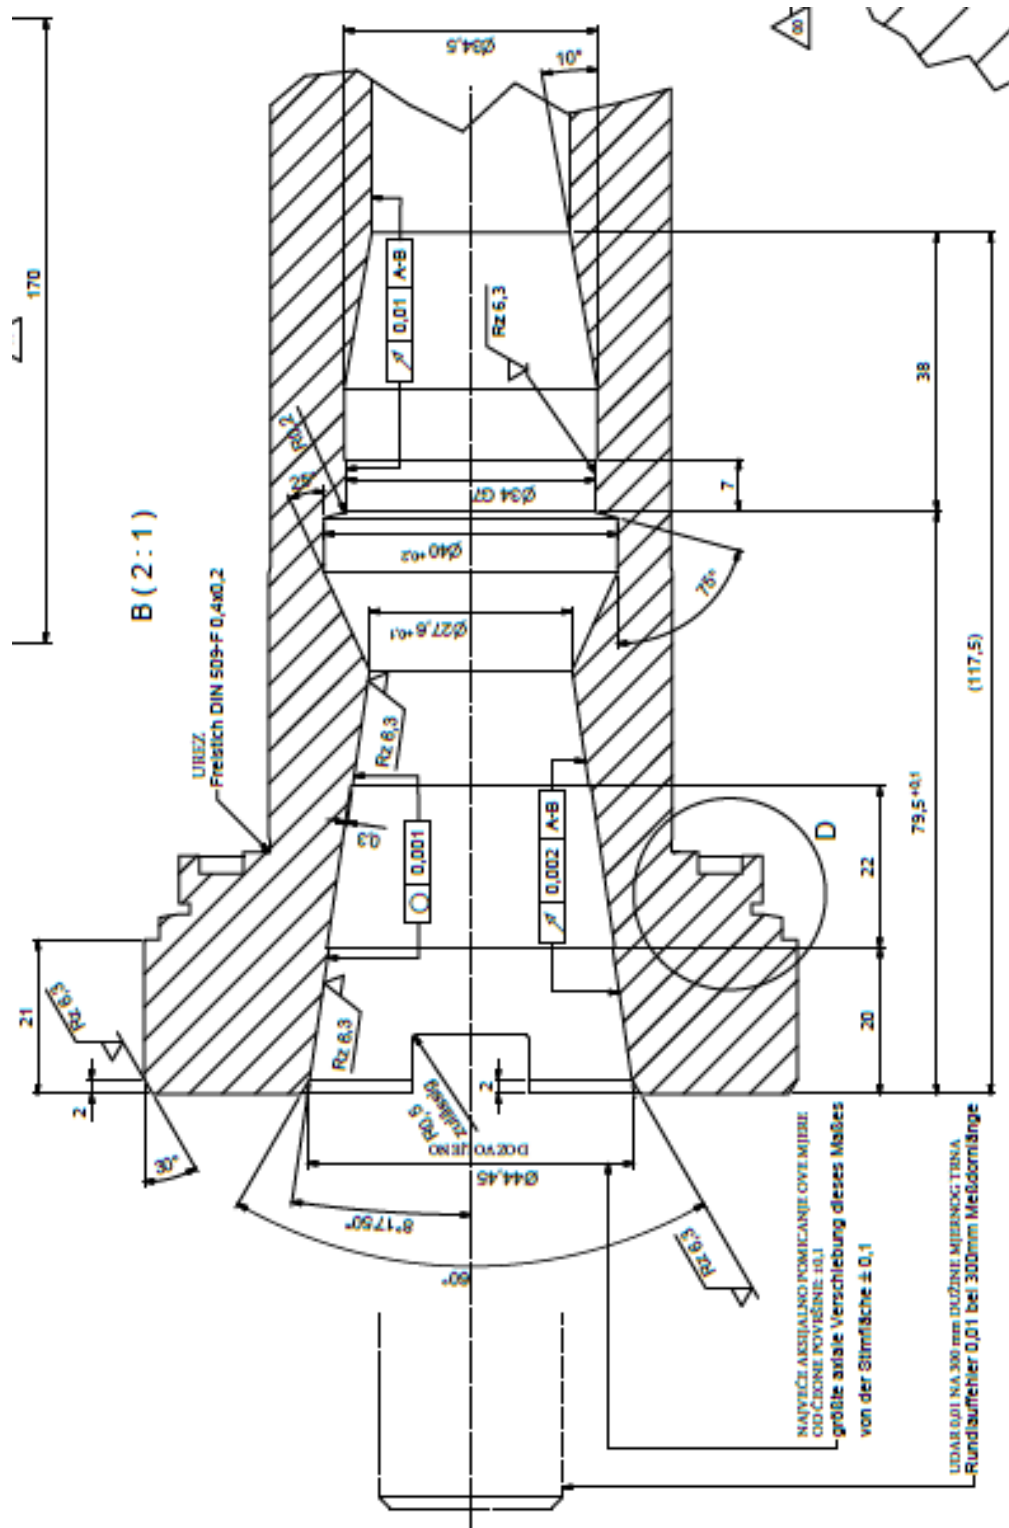 Ø34,5
10°
170
0,01 A-B
Rz 6,3
38
R0,2
25°
7
Ø34 G7
B ( 2 : 1 )
Ø40 +0,2
75°
Ø27,6 +0,1
UREZ
Freistich DIN 509-F 0,4x0,2
Rz 6,3
(117,5)
79,5 +0,1
0,3
0,001
0,002 A-B
D
22
21
Rz 6,3
Rz 6,3
20
2
2
R0,5
zulässig
DOZVOLJENO
30°
Ø44,45
8°17'50"
60°
Rz 6,3
NAJVEĆE AKSIJALNO POMICANJE OVE MJERE
OD ČEONE POVRŠINE: ±0,1
größte axiale Verschiebung dieses Maßes
von der Stirnfläche ± 0,1
UDAR 0,01 NA 300 mm DUŽINE MJERNOG TRNA
Rundlauffehler 0,01 bei 300mm Meßdornlänge